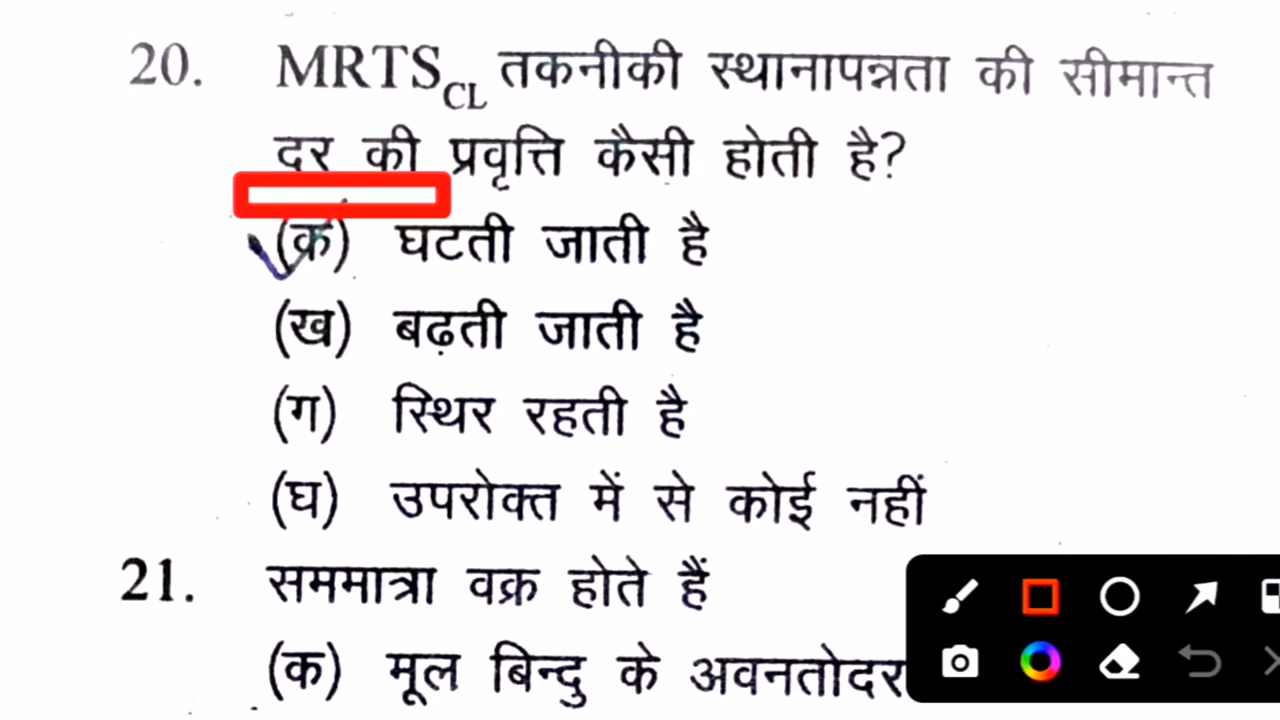 20. MRTS_CL तकनीकी स्थानापन्नता की सीमान्त
दर की प्रवृत्ति कैसी होती है?
(क) घटती जाती है
(ख) बढ़ती जाती है
(ग) स्थिर रहती है
(घ) उपरोक्त में से कोई नहीं
21. सममात्रा वक्र होते हैं
(क) मूल बिन्दु के अवनतोदर